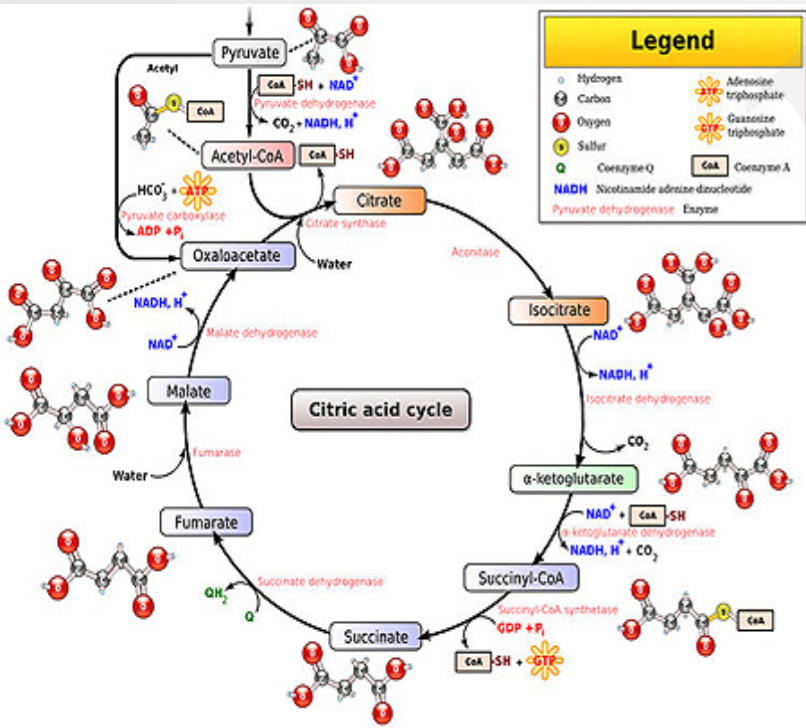 Legend
Hydrogen
Carbon
Oxygen
S Sulfur
Q Coenzyme Q
NADH Nicotinamide adenine dinucleotide
Pyruvate dehydrogenase Enzyme
ATP Adenosine
triphosphate
GTP Guanosine
triphosphate
CoA Coenzyme A
Pyruvate
Acetyl
CoA-SH + NAD+
Pyruvate dehydrogenase
CO2 + NADH, H+
S CoA
Acetyl-CoA
CoA-SH
HCO3- + ATP
Pyruvate carboxylase
ADP + Pi
Citrate synthase
Water
Oxaloacetate
Citrate
Aconitase
Isocitrate
NAD+
NADH, H+
Isocitrate dehydrogenase
CO2
α-ketoglutarate
NAD+ + CoA-SH
α-ketoglutarate dehydrogenase
NADH, H+ + CO2
Succinyl-CoA
Succinyl-CoA synthetase
GDP + Pi
CoA-SH + GTP
S CoA
Succinate
Succinate dehydrogenase
QH2
Q
Fumarate
Fumarase
Water
Malate
Malate dehydrogenase
NAD+
NADH, H+
Citric acid cycle